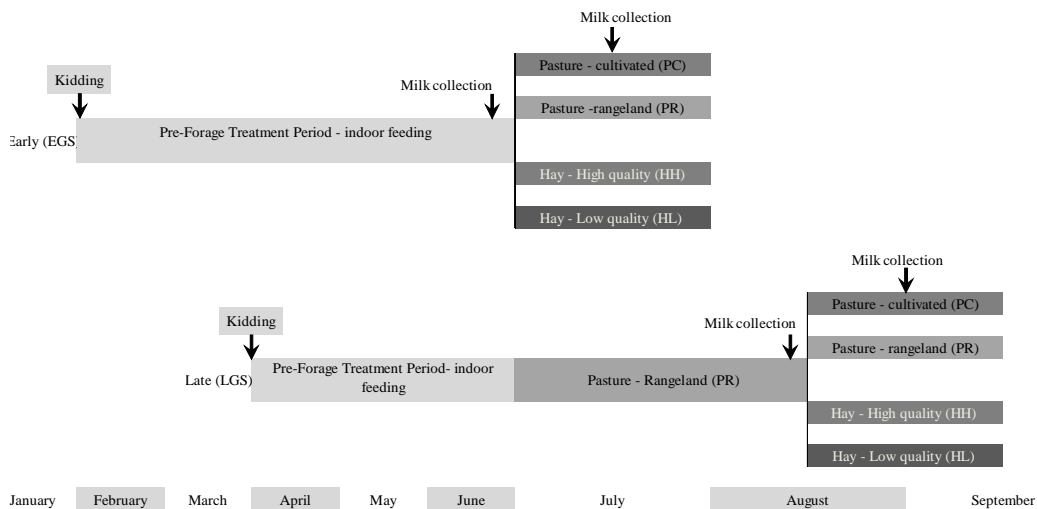 Milk collection
Kidding
Milk collection
Pasture - cultivated (PC)
Pasture -rangeland (PR)
Early (EGS)
Pre-Forage Treatment Period - indoor feeding
Hay - High quality (HH)
Hay - Low quality (HL)
Milk collection
Kidding
Milk collection
Pasture - cultivated (PC)
Pasture - rangeland (PR)
Late (LGS)
Pre-Forage Treatment Period- indoor
feeding
Pasture - Rangeland (PR)
Hay - High quality (HH)
Hay - Low quality (HL)
January February March April May June July August September